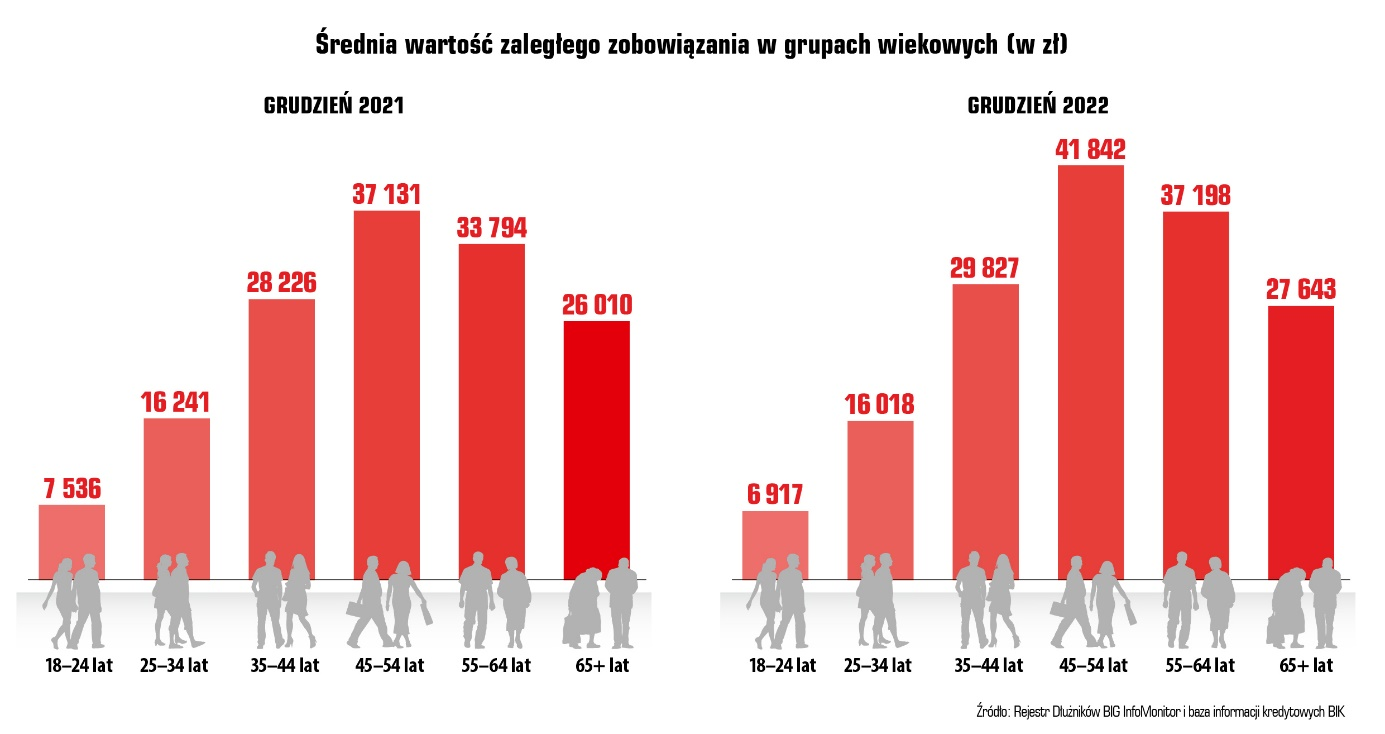 Średnia wartość zaległego zobowiązania w grupach wiekowych (w zł)
GRUDZIEŃ 2021
37 131
33 794
28 226
26 010
16 241
7 536
18–24 lat 25–34 lat 35–44 lat 45–54 lat 55–64 lat 65+ lat
GRUDZIEŃ 2022
41 842
37 198
29 827
27 643
16 018
6 917
18–24 lat 25–34 lat 35–44 lat 45–54 lat 55–64 lat 65+ lat
Źródło: Rejestr Dłużników BIG InfoMonitor i baza informacji kredytowych BIK